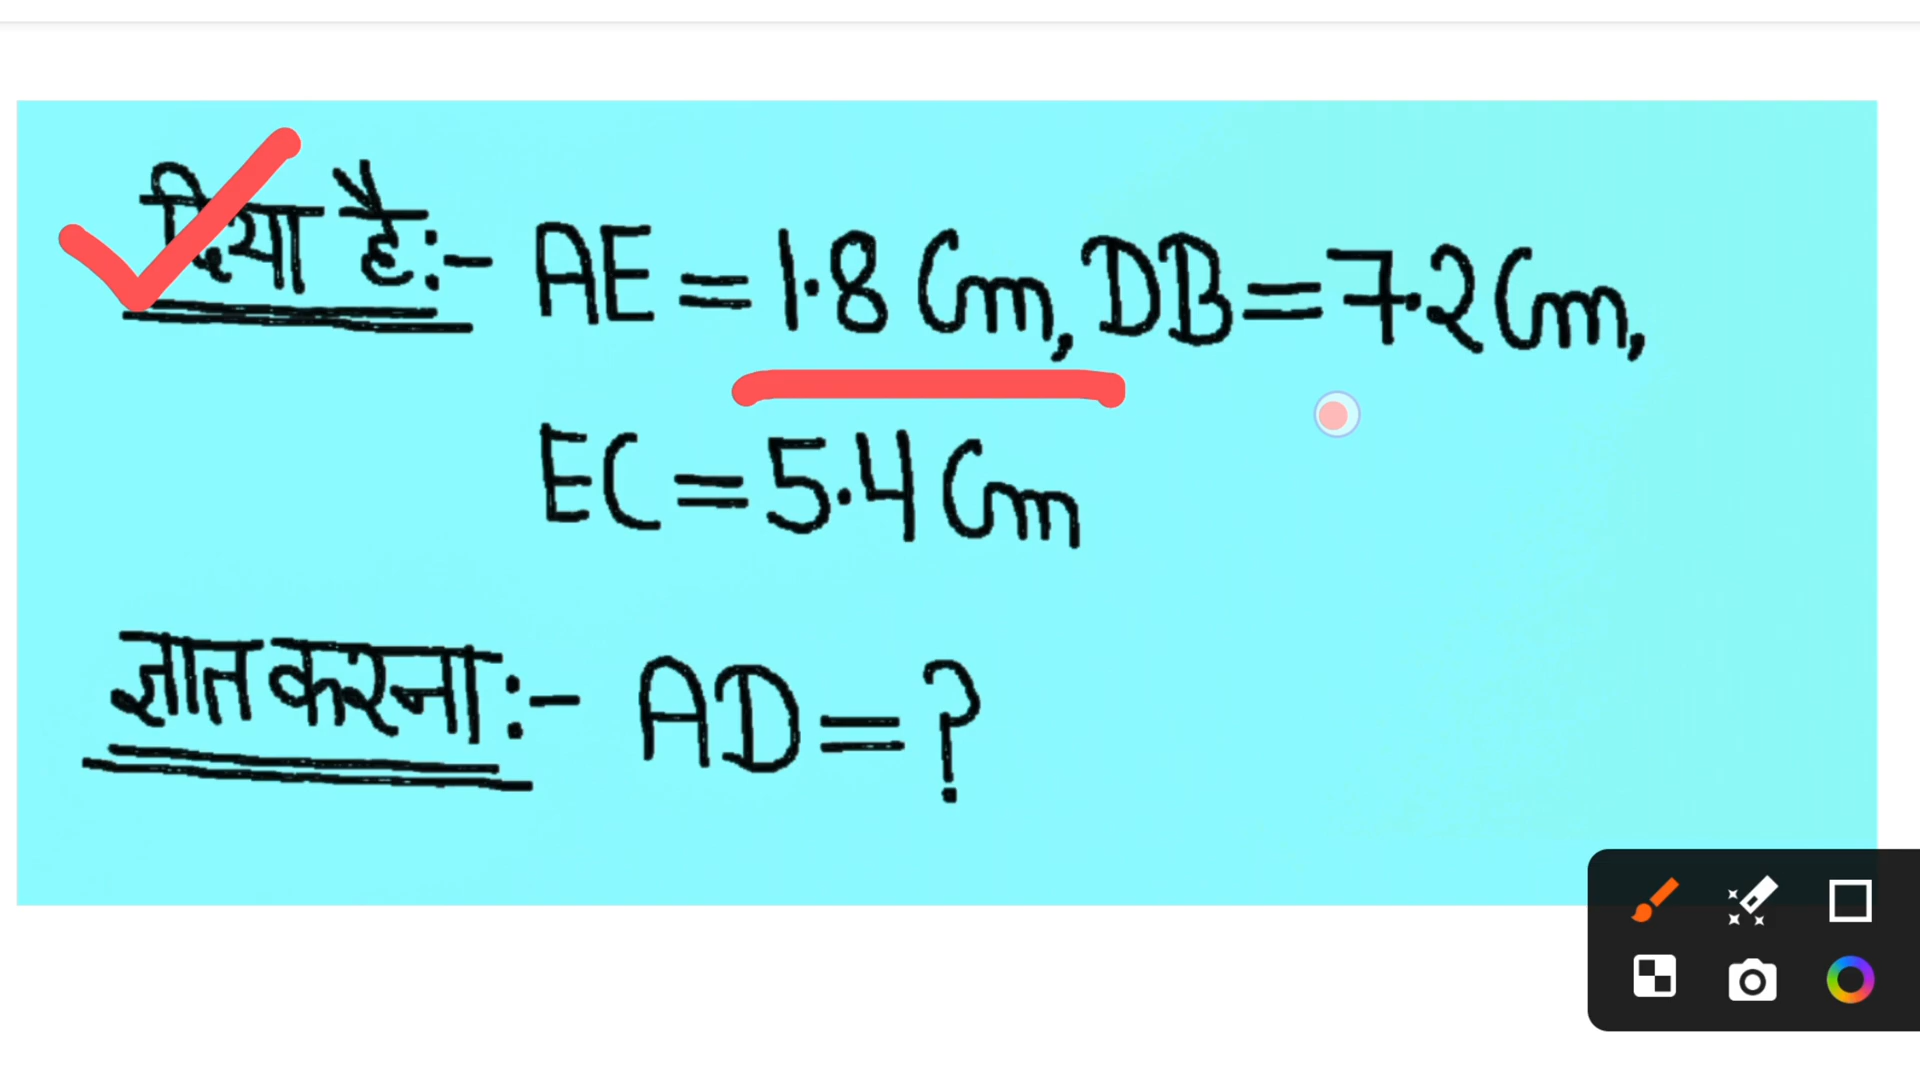 दिया है:- AE = 1.8 Cm, DB = 7.2 Cm,
EC = 5.4 Cm
ज्ञात करना:- AD = ?